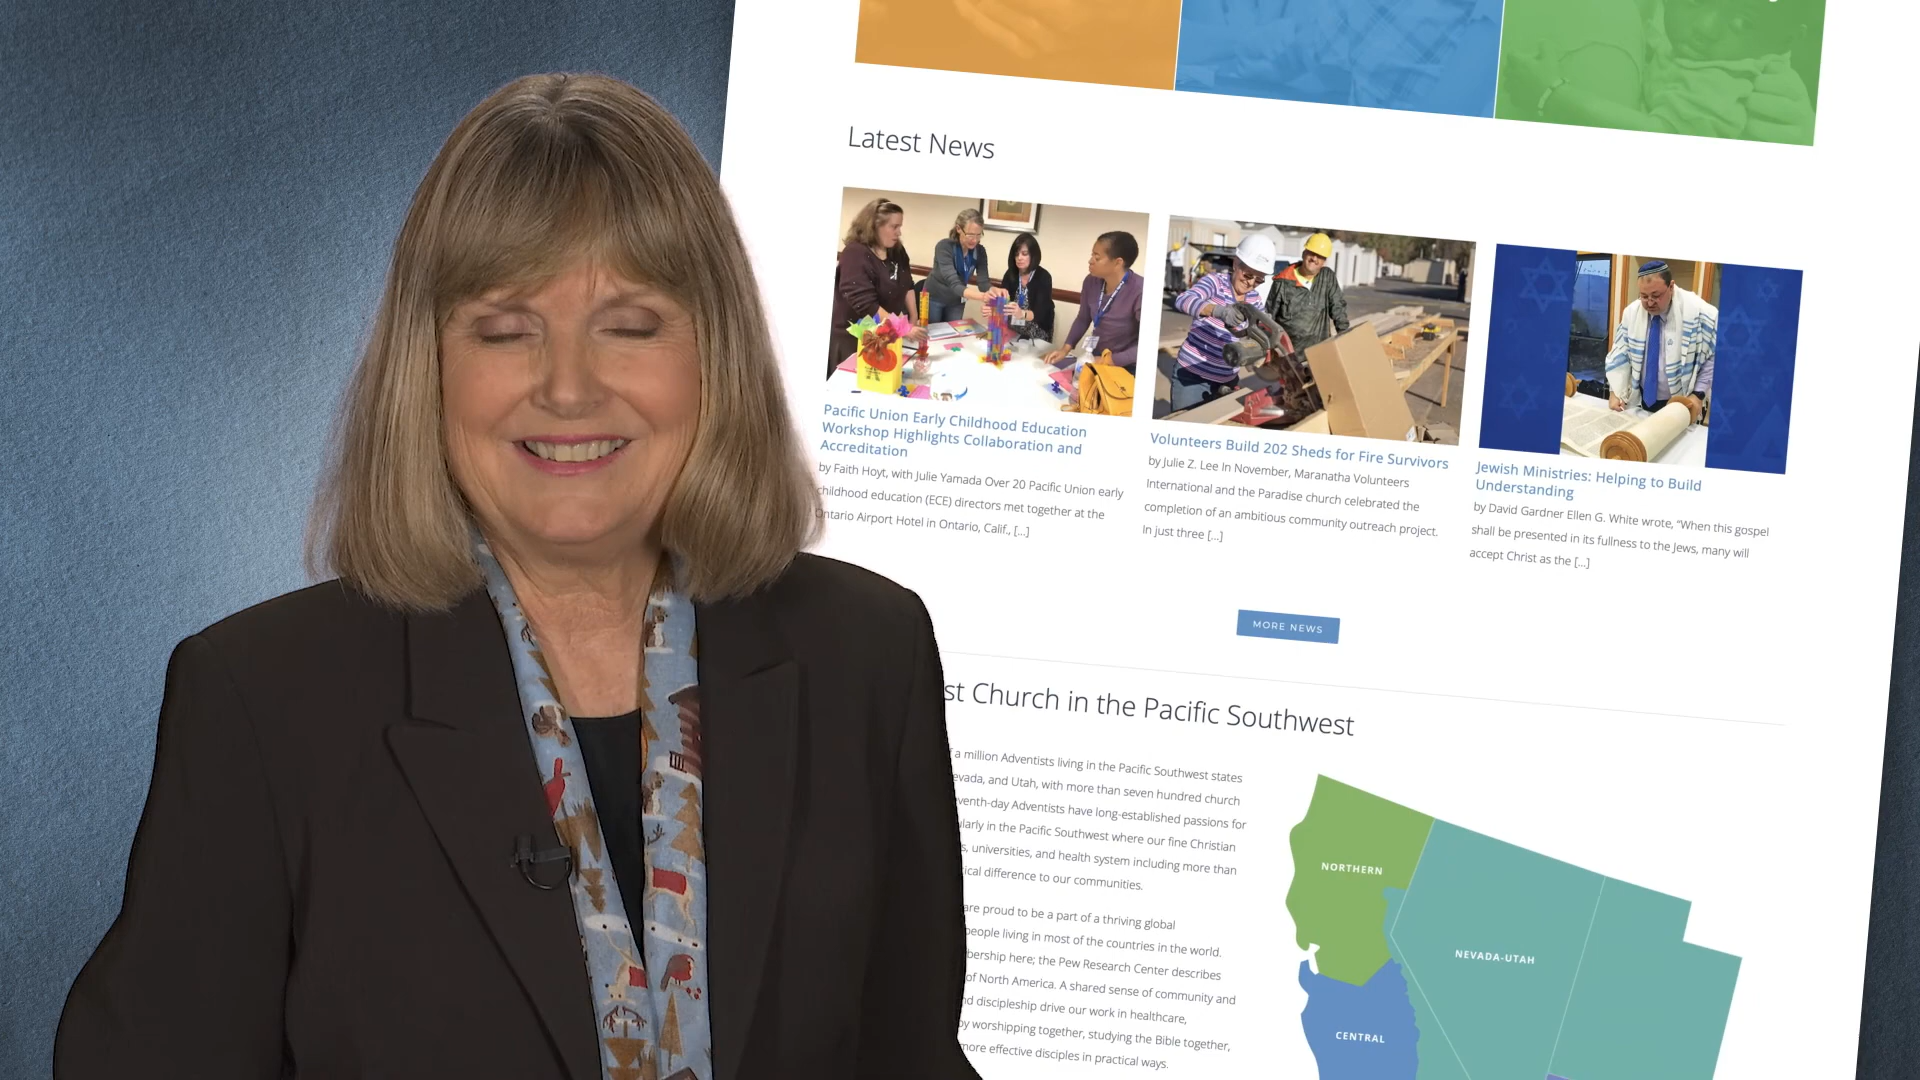 Latest News
Pacific Union Early Childhood Education
Workshop Highlights Collaboration and
Accreditation
by Faith Hoyt, with Julie Yamada Over 20 Pacific Union early
childhood education (ECE) directors met together at the
Ontario Airport Hotel in Ontario, Calif., [...]
Volunteers Build 202 Sheds for Fire Survivors
by Julie Z. Lee In November, Maranatha Volunteers
International and the Paradise church celebrated the
completion of an ambitious community outreach project.
In just three [...]
Jewish Ministries: Helping to Build
Understanding
by David Gardner Ellen G. White wrote, “When this gospel
shall be presented in its fullness to the Jews, many will
accept Christ as the [...]
MORE NEWS
st Church in the Pacific Southwest
a million Adventists living in the Pacific Southwest states
evada, and Utah, with more than seven hundred church
venth-day Adventists have long-established passions for
ularly in the Pacific Southwest where our fine Christian
s, universities, and health system including more than
ical difference to our communities.
are proud to be a part of a thriving global
people living in most of the countries in the world.
bership here; the Pew Research Center describes
of North America. A shared sense of community and
nd discipleship drive our work in healthcare,
by worshipping together, studying the Bible together,
more effective disciples in practical ways.
NORTHERN
NEVADA-UTAH
CENTRAL